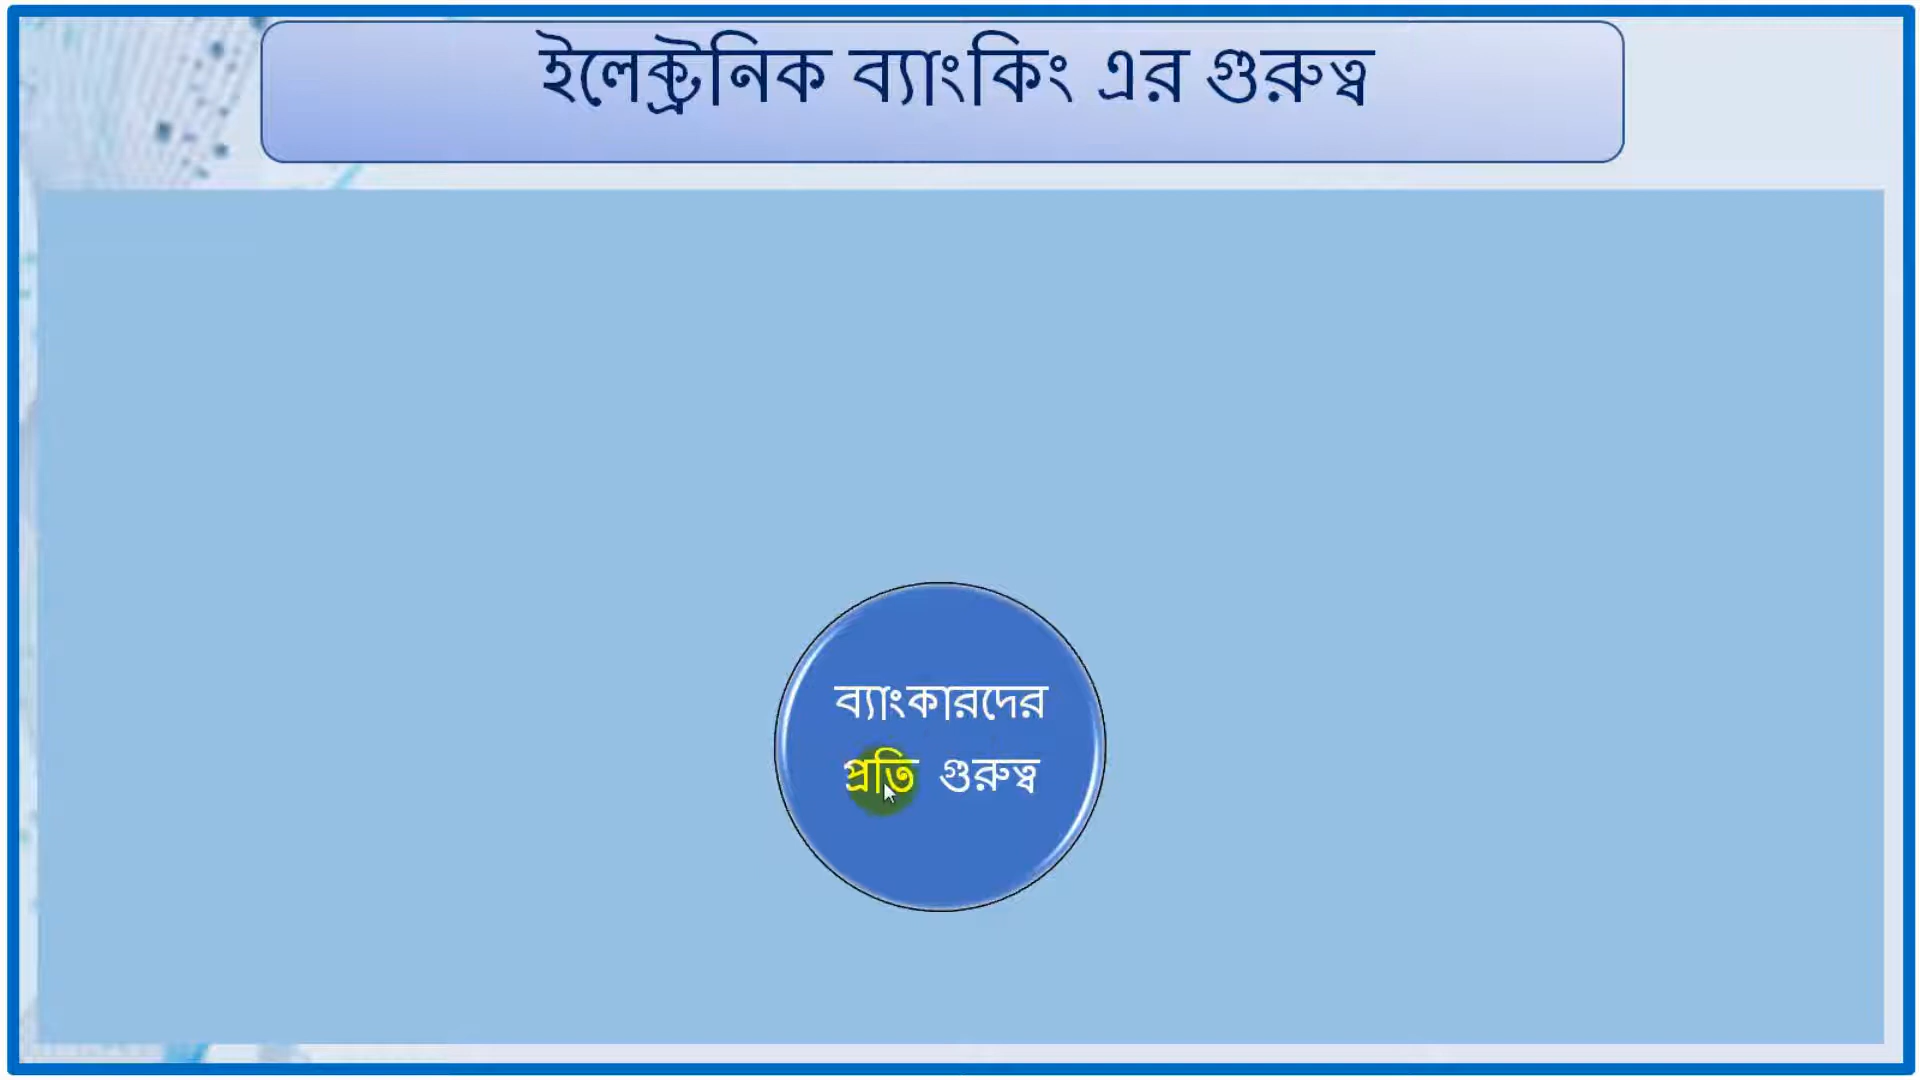 ইলেক্ট্রনিক ব্যাংকিং এর গুরুত্ব
ব্যাংকারদের
প্রতি গুরুত্ব